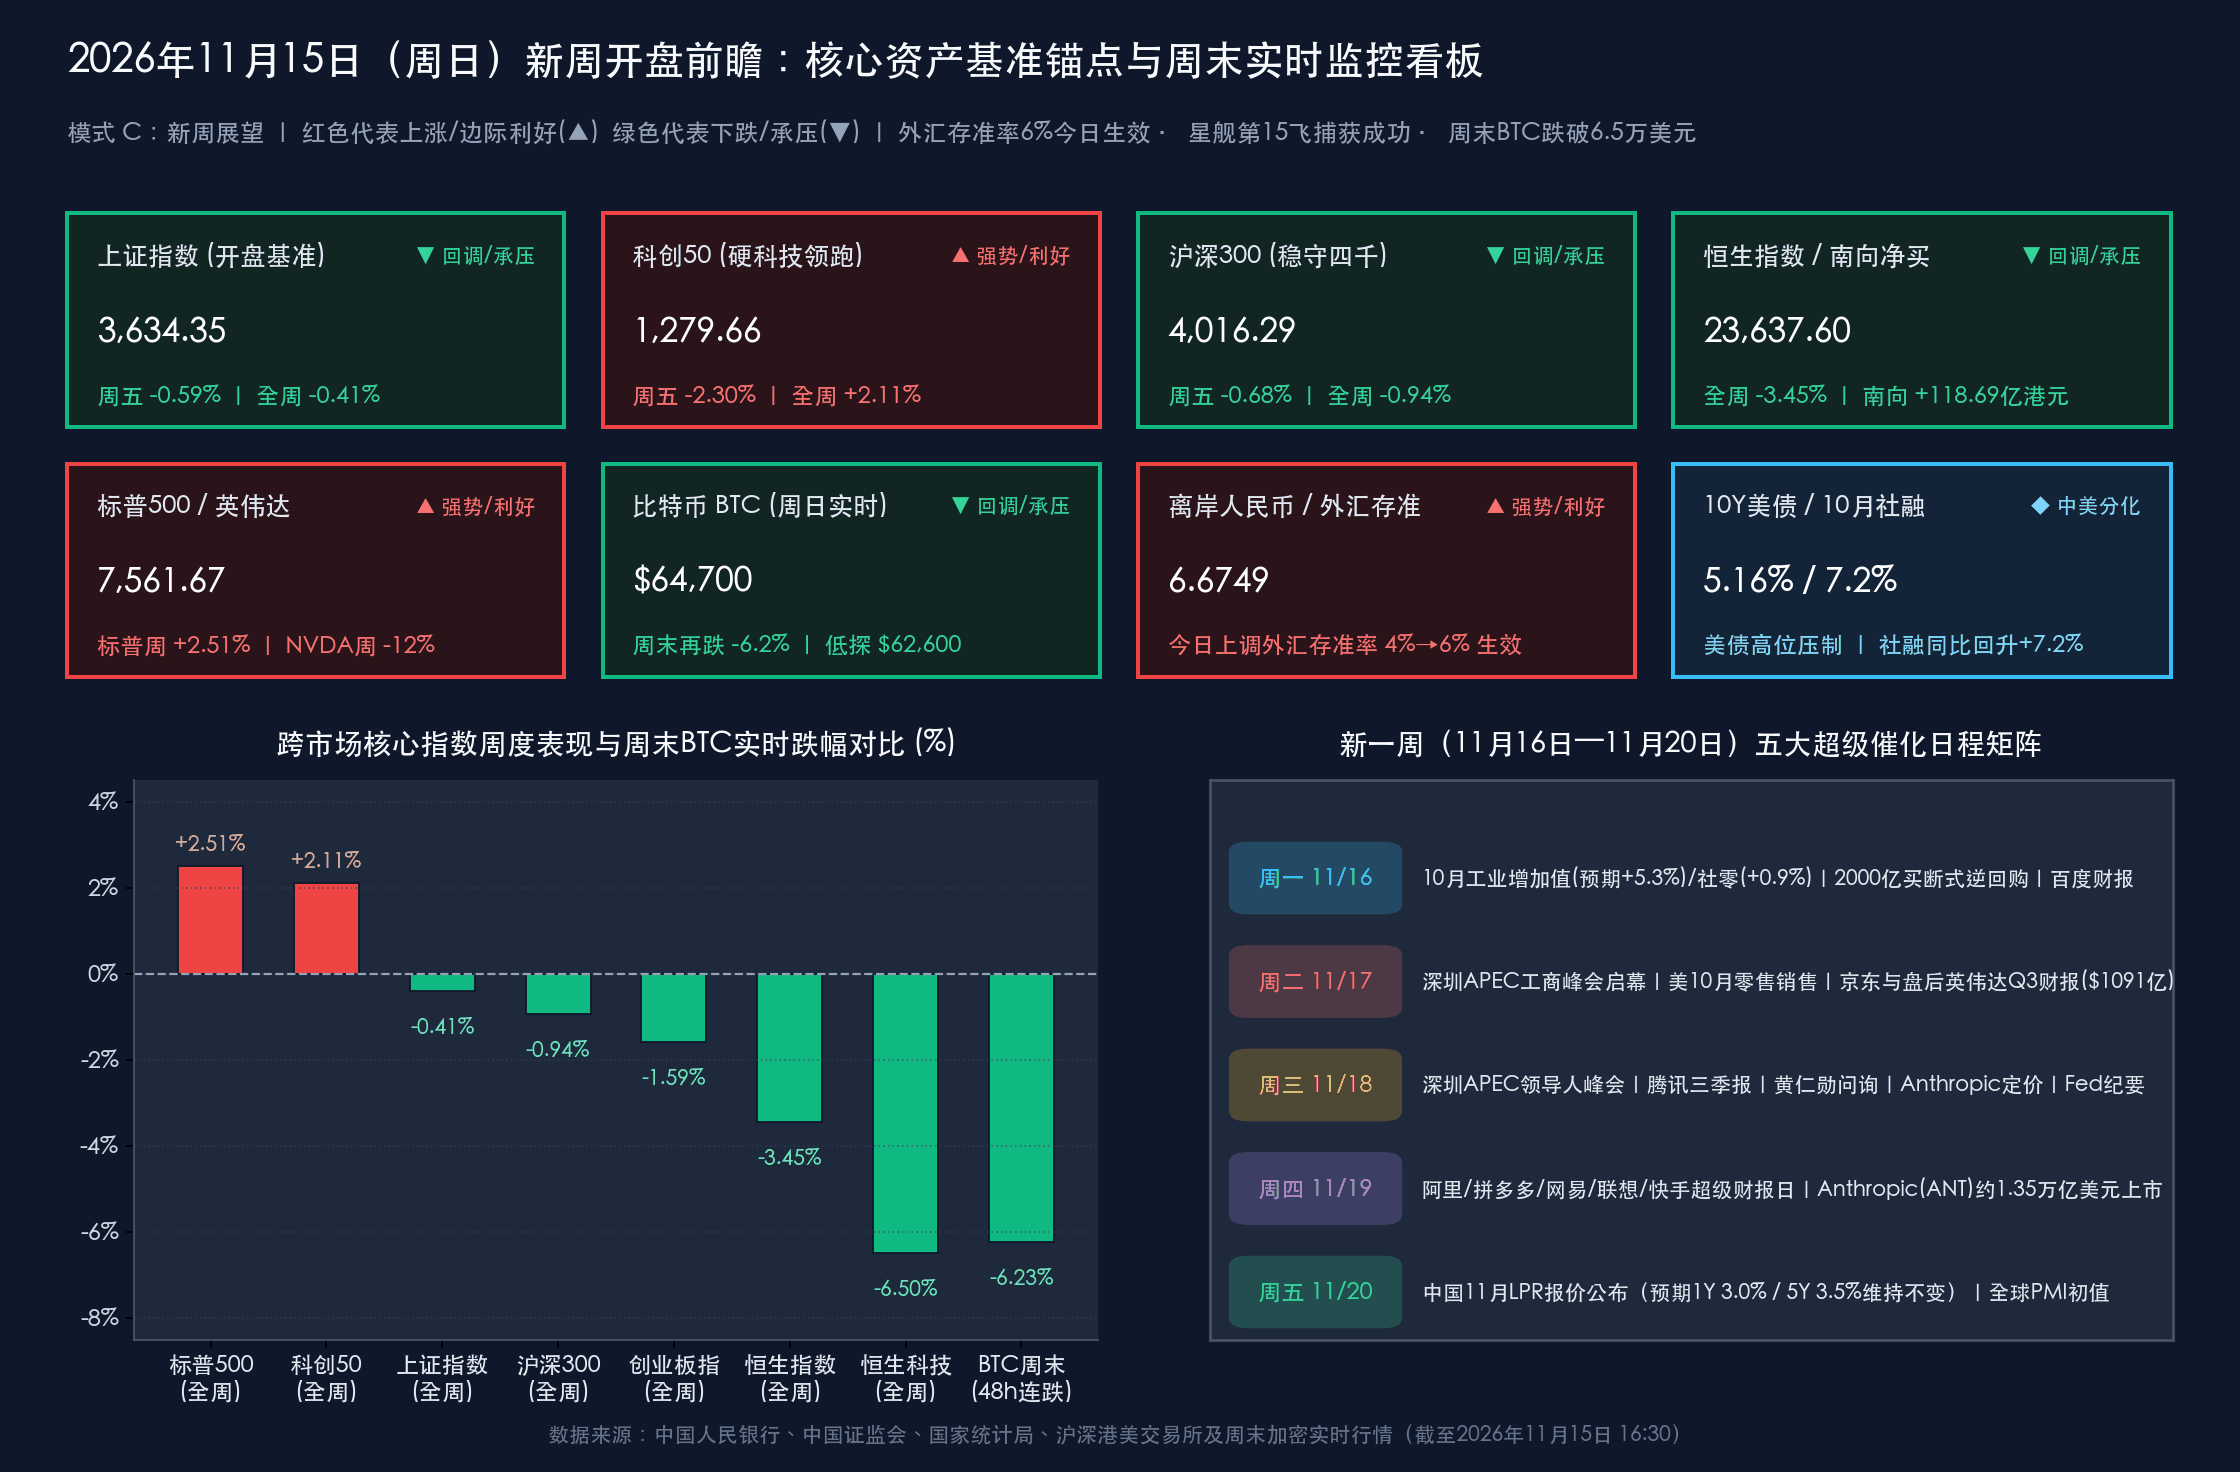 2026年11月15日（周日）新周开盘前瞻：核心资产基准锚点与周末实时监控看板
模式 C：新周展望 | 红色代表上涨/边际利好(▲) 绿色代表下跌/承压(▼) | 外汇存准率6%今日生效 · 星舰第15飞捕获成功 · 周末BTC跌破6.5万美元
上证指数 (开盘基准) ▼ 回调/承压
3,634.35
周五 -0.59% | 全周 -0.41%
科创50 (硬科技领跑) ▲ 强势/利好
1,279.66
周五 -2.30% | 全周 +2.11%
沪深300 (稳守四千) ▼ 回调/承压
4,016.29
周五 -0.68% | 全周 -0.94%
恒生指数 / 南向净买 ▼ 回调/承压
23,637.60
全周 -3.45% | 南向 +118.69亿港元
标普500 / 英伟达 ▲ 强势/利好
7,561.67
标普周 +2.51% | NVDA周 -12%
比特币 BTC (周日实时) ▼ 回调/承压
$64,700
周末再跌 -6.2% | 低探 $62,600
离岸人民币 / 外汇存准 ▲ 强势/利好
6.6749
今日上调外汇存准率 4%→6% 生效
10Y美债 / 10月社融 ◆ 中美分化
5.16% / 7.2%
美债高位压制 | 社融同比回升+7.2%
跨市场核心指数周度表现与周末BTC实时跌幅对比 (%)
4%
2%
0%
-2%
-4%
-6%
-8%
+2.51%
+2.11%
-0.41%
-0.94%
-1.59%
-3.45%
-6.50%
-6.23%
标普500
(全周)
科创50
(全周)
上证指数
(全周)
沪深300
(全周)
创业板指
(全周)
恒生指数
(全周)
恒生科技
(全周)
BTC周末
(48h连跌)
新一周（11月16日—11月20日）五大超级催化日程矩阵
周一 11/16 10月工业增加值(预期+5.3%)/社零(+0.9%) | 2000亿买断式逆回购 | 百度财报
周二 11/17 深圳APEC工商峰会启幕 | 美10月零售销售 | 京东与盘后英伟达Q3财报($1091亿)
周三 11/18 深圳APEC领导人峰会 | 腾讯三季报 | 黄仁勋问询 | Anthropic定价 | Fed纪要
周四 11/19 阿里/拼多多/网易/联想/快手超级财报日 | Anthropic(ANT)约1.35万亿美元上市
周五 11/20 中国11月LPR报价公布（预期1Y 3.0% / 5Y 3.5%维持不变） | 全球PMI初值
数据来源：中国人民银行、中国证监会、国家统计局、沪深港美交易所及周末加密实时行情（截至2026年11月15日 16:30）